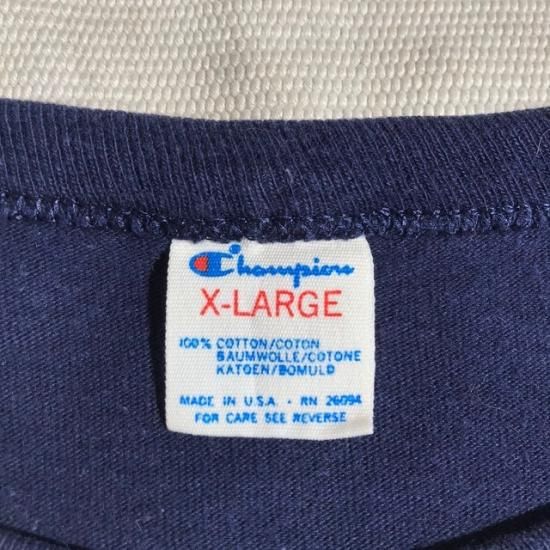 Champion
X-LARGE
100% COTTON/COTON
BAUMWOLLE/COTONE
KATOEN/BOMULD
MADE IN U.S.A. • RN 26094
FOR CARE SEE REVERSE